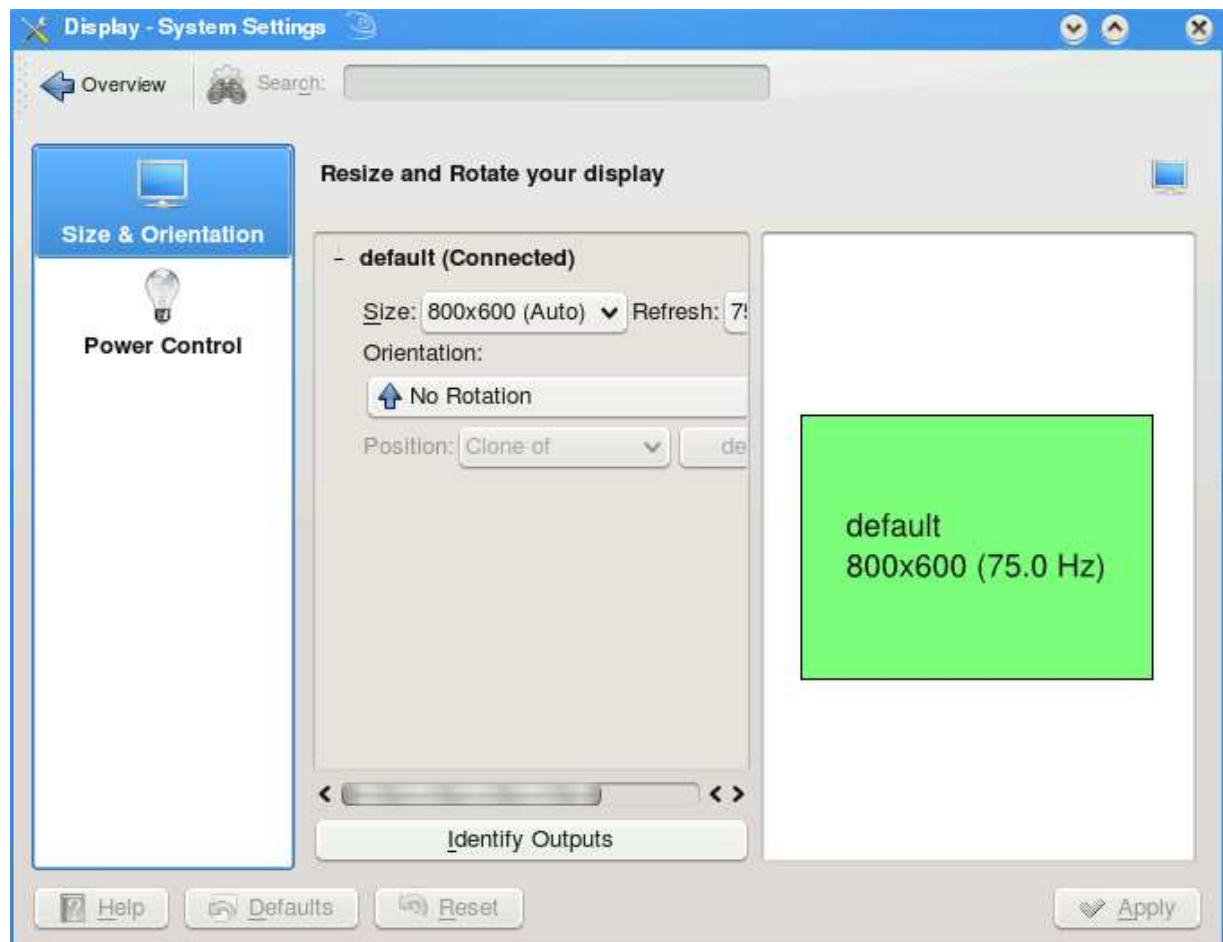 Display - System Settings
Overview
Search:
Size & Orientation
Power Control
Resize and Rotate your display
default (Connected)
Size: 800x600 (Auto) Refresh:
Orientation:
No Rotation
Position: Clone of
Identify Outputs
default
800x600 (75.0 Hz)
Help Defaults Reset Apply